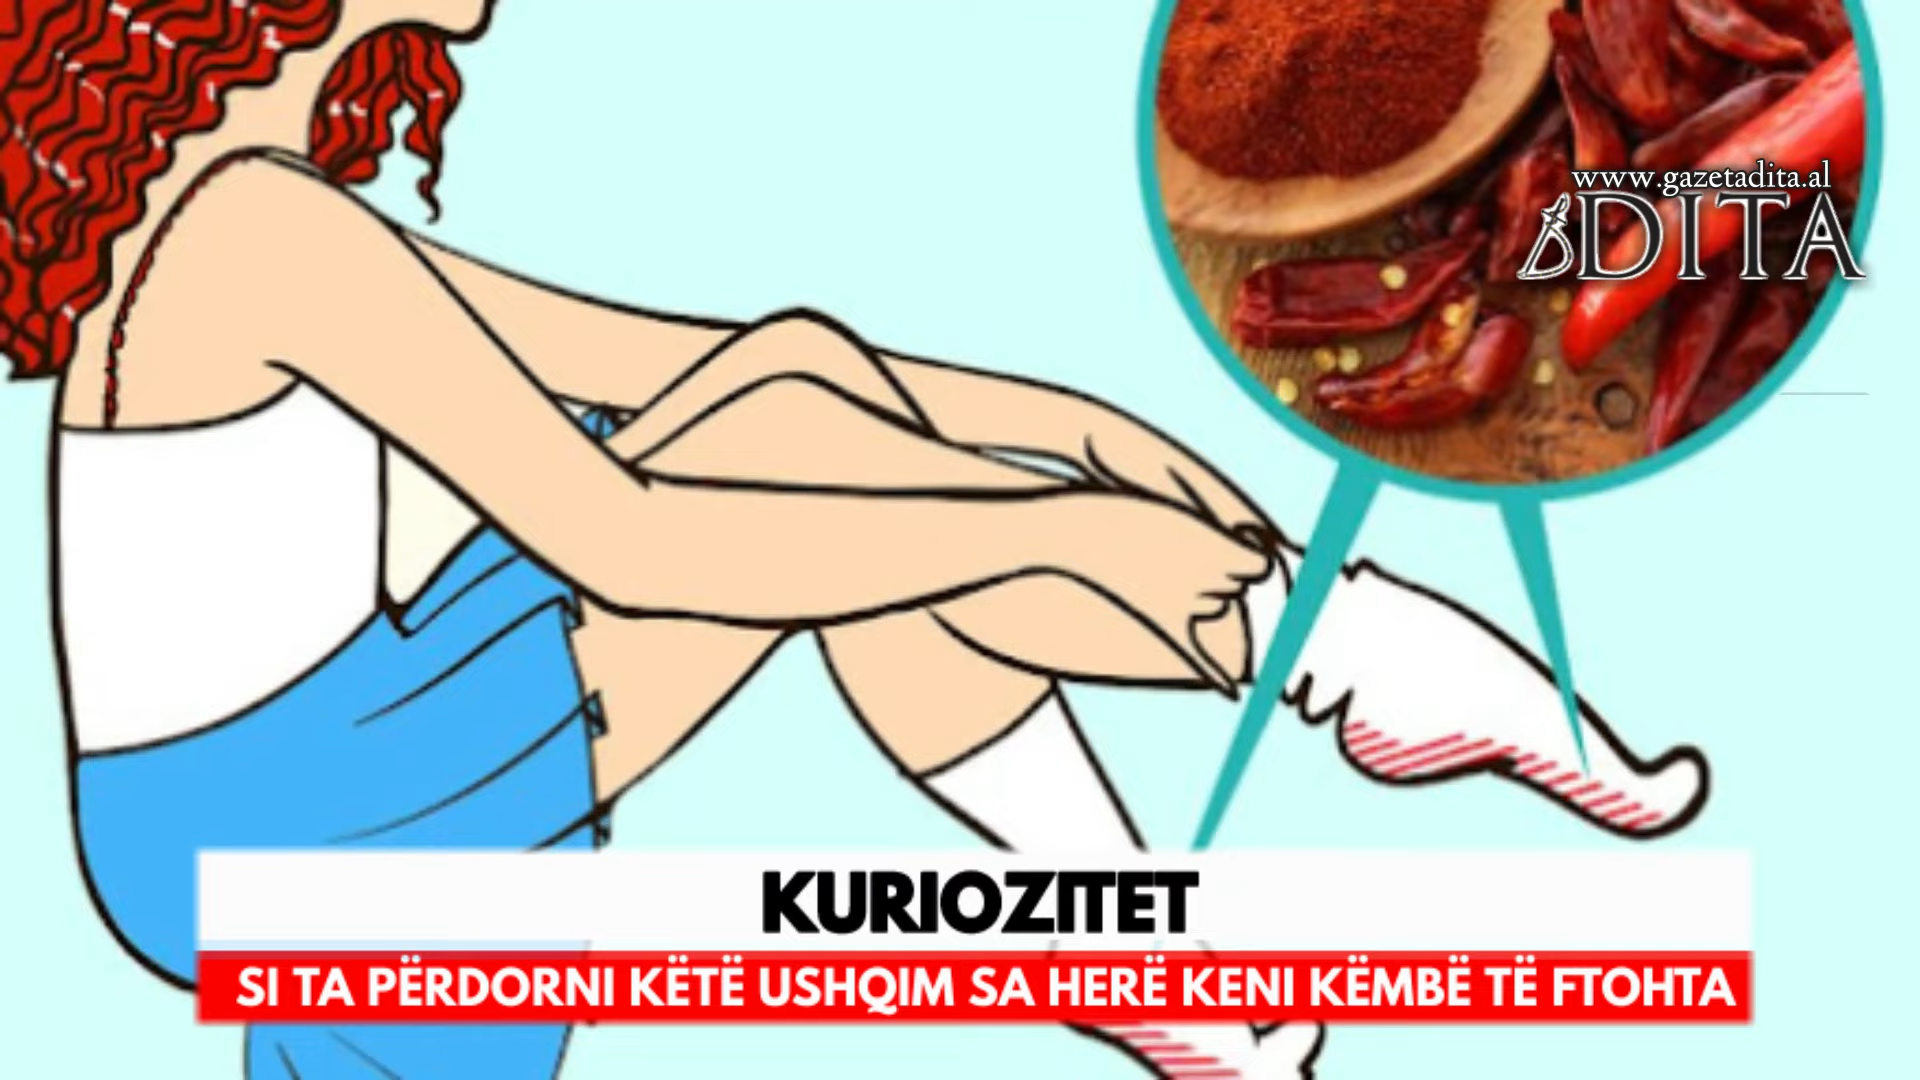 www.gazetadita.al
DITA
KURIOZITET
SI TA PËRDORNI KËTË USHQIM SA HERË KENI KËMBË TË FTOHTA